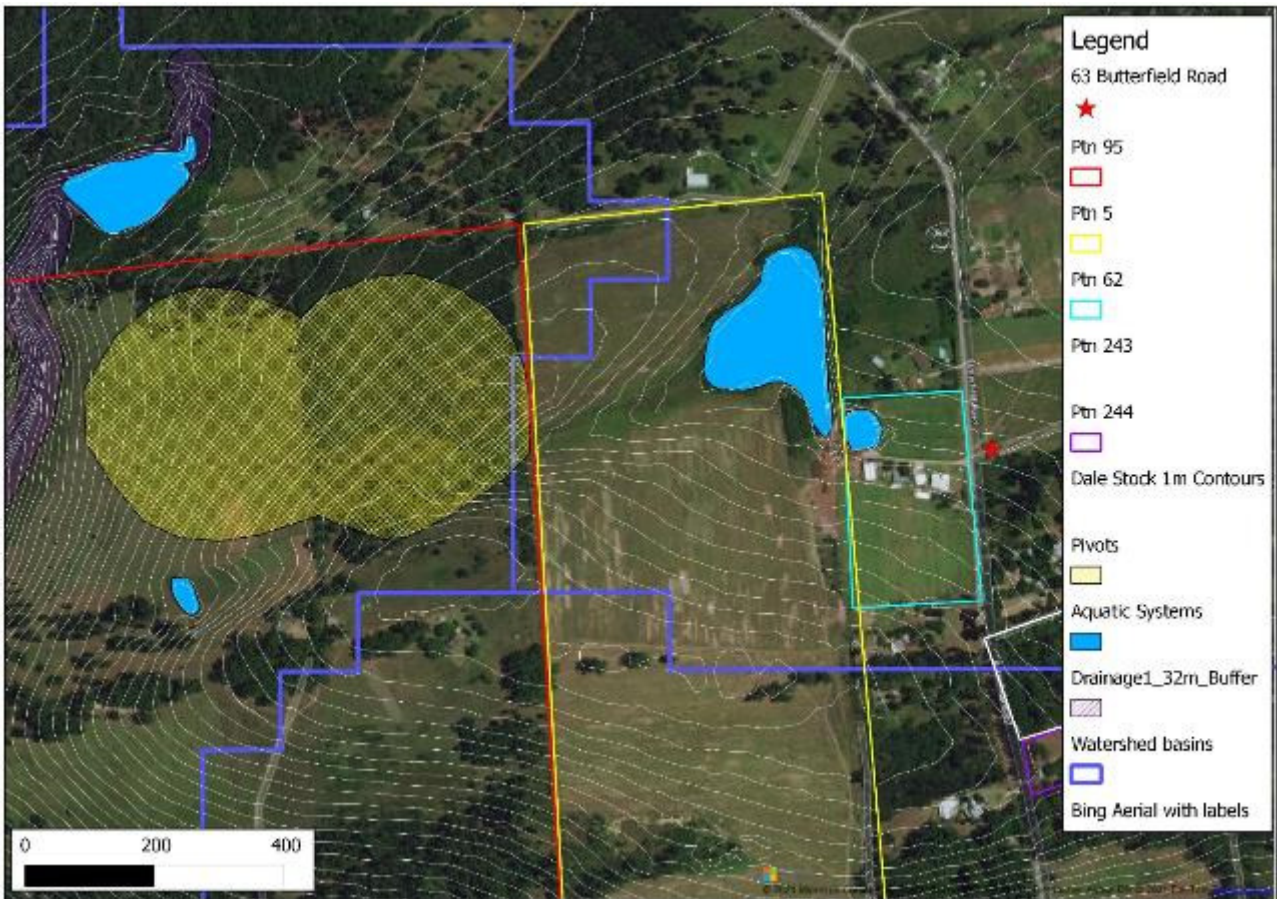 Legend
63 Butterfield Road
Ptn 95
Ptn 5
Ptn 62
Ptn 243
Ptn 244
Dale Stock 1m Contours
Pivots
Aquatic Systems
Drainage1_32m_Buffer
Watershed basins
Bing Aerial with labels
0 200 400